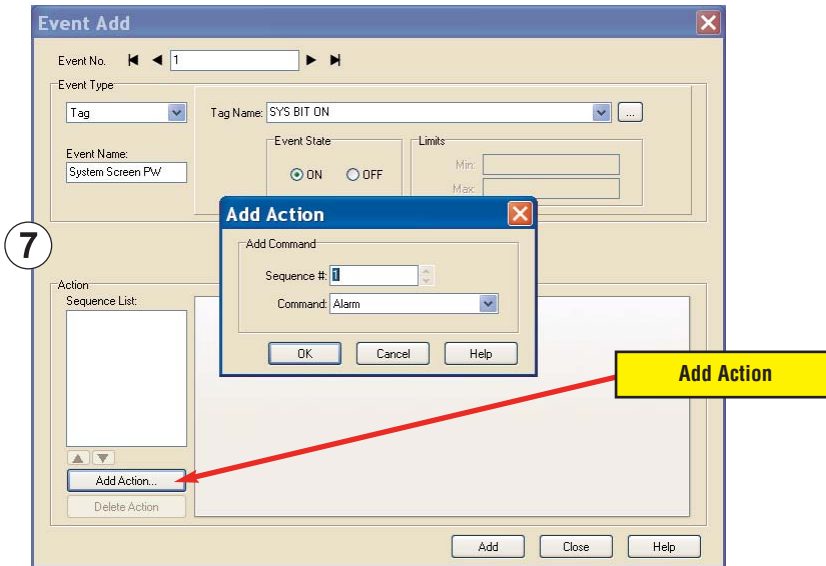 Event Add
Event No. 1
Event Type
Tag
Tag Name: SYS BIT ON
...
Event Name:
System Screen PW
Event State
ON OFF
Limits
Min:
Max:
7
Add Action
Add Command
Sequence #: 1
Command: Alarm
OK Cancel Help
Action
Sequence List:
Add Action
Add Action...
Delete Action
Add Close Help